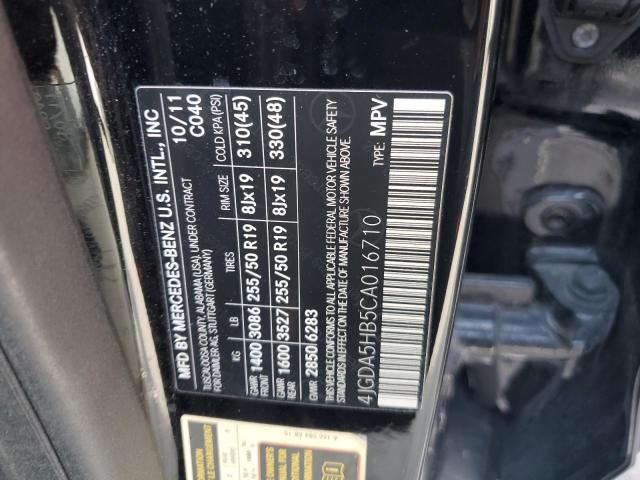 MFD BY MERCEDES-BENZ U.S. INTL., INC
TUSCALOOSA COUNTY, ALABAMA (USA), UNDER CONTRACT
FOR DAIMLER AG, STUTTGART (GERMANY)
10/11
C040
KG LB TIRES RIM SIZE COLD KPA (PSI)
GAWR FRONT 1400 3086 255/50 R19 8Jx19 310(45)
GAWR REAR 1600 3527 255/50 R19 8Jx19 330(48)
GVWR 2850 6283
THIS VEHICLE CONFORMS TO ALL APPLICABLE FEDERAL MOTOR VEHICLE SAFETY
STANDARDS IN EFFECT ON THE DATE OF MANUFACTURE SHOWN ABOVE.
4JGDA5HB5CA016710 TYPE: MPV